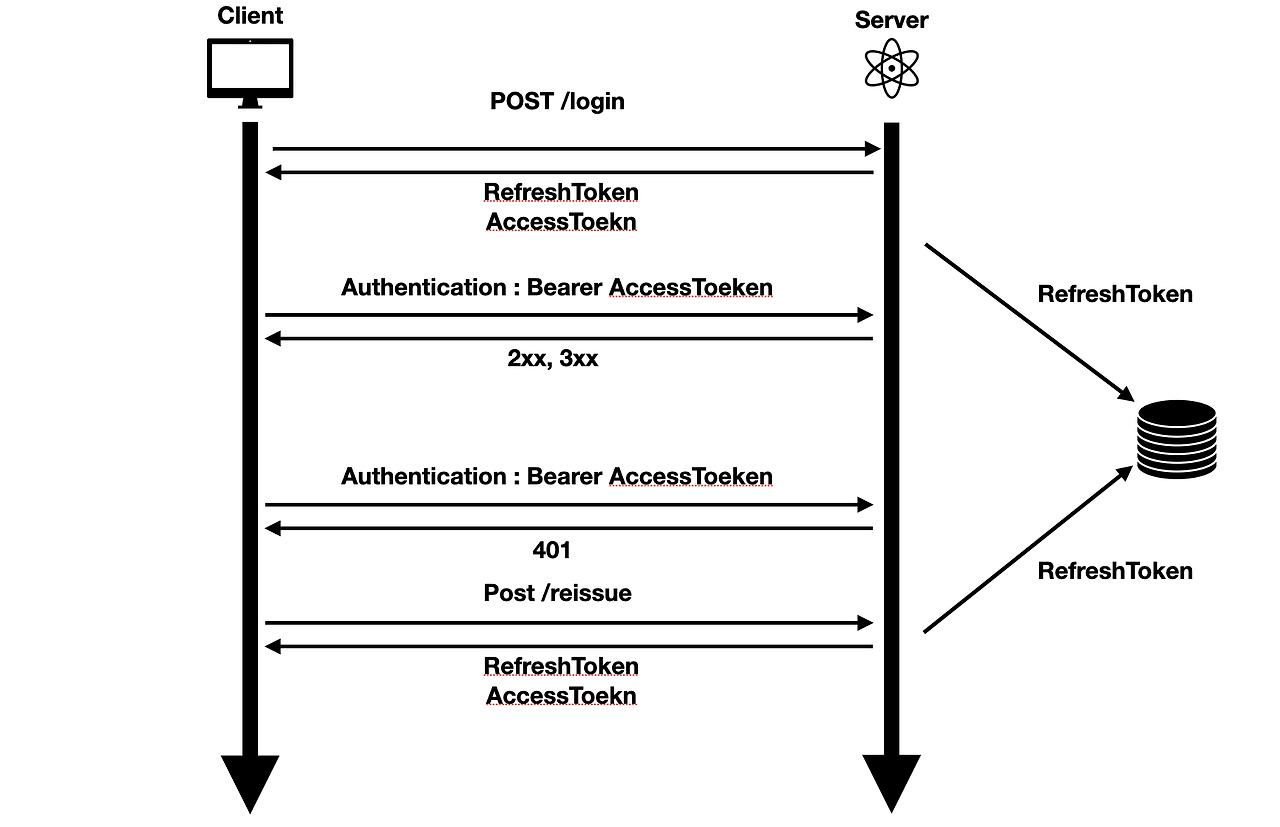 Client
Server
POST /login
RefreshToken
AccessToekn
Authentication : Bearer AccessToeken
RefreshToken
2xx, 3xx
Authentication : Bearer AccessToeken
401
RefreshToken
Post /reissue
RefreshToken
AccessToekn